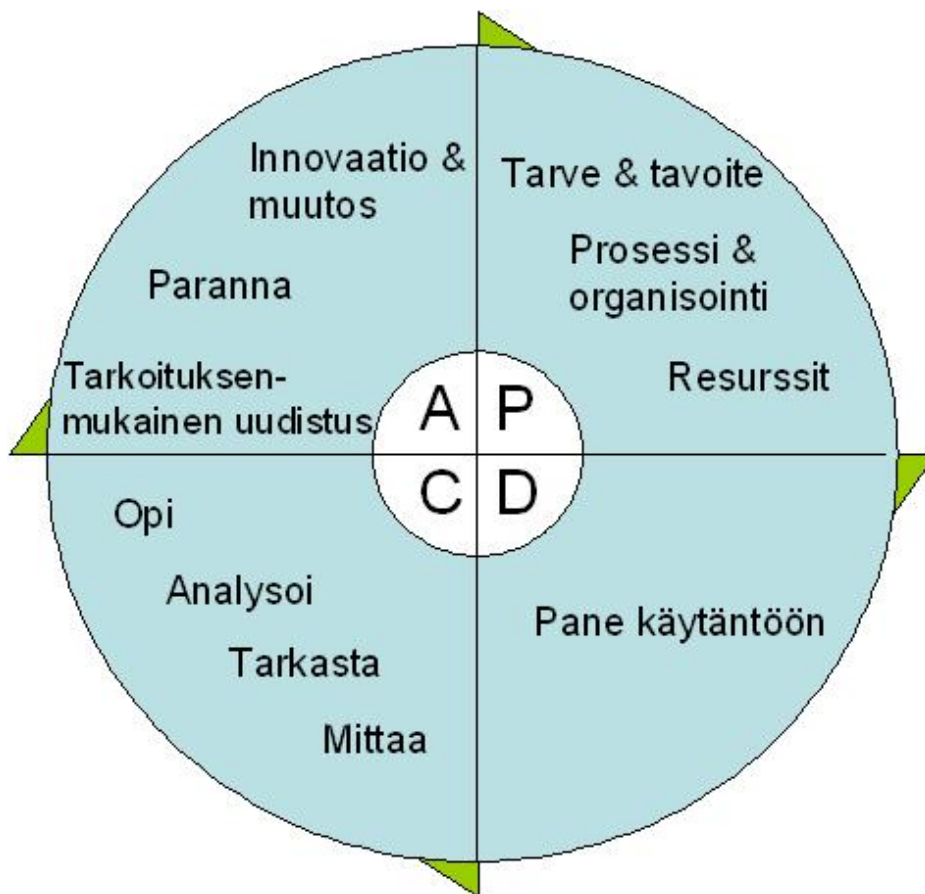 Innovaatio &
muutos
Paranna
Tarkoituksen-
mukainen uudistus
Tarve & tavoite
Prosessi &
organisointi
Resurssit
A P
C D
Opi
Analysoi
Tarkasta
Mittaa
Pane käytäntöön